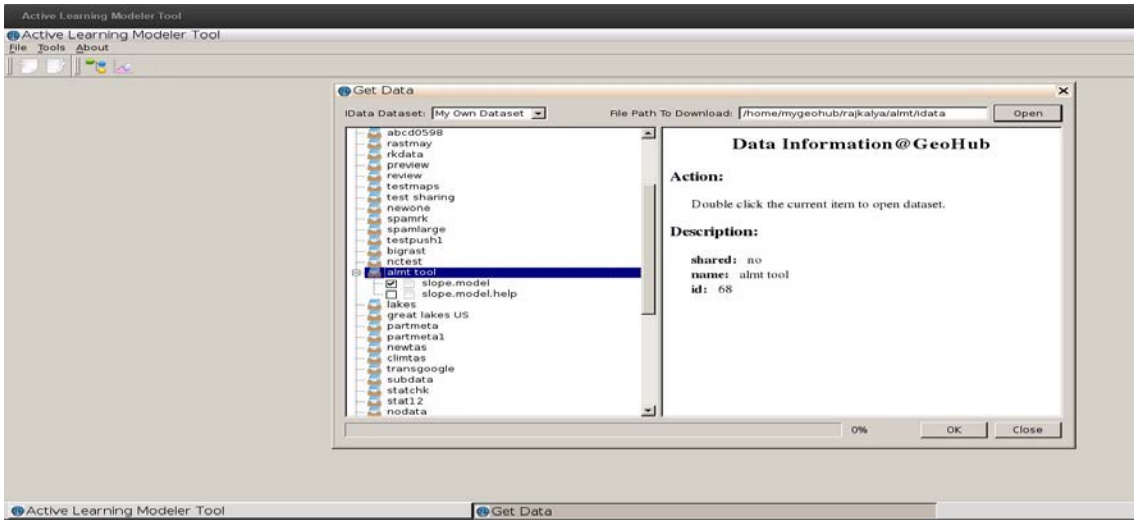 Active Learning Modeler Tool
Active Learning Modeler Tool
File Tools About
Get Data
IData Dataset: My Own Dataset File Path To Download: /home/mygeohub/rajkalya/almt/idata Open
abcd0598
rastmay
rkdata
preview
review
testmaps
test sharing
newone
spamrk
spamlarge
testpush1
bigrast
nctest
almt tool
slope.model
slope.model.help
lakes
great lakes US
partmeta
partmeta1
newtas
climtas
transgoogle
subdata
statchk
stat12
nodata
Data Information@GeoHub
Action:
Double click the current item to open dataset.
Description:
shared: no
name: almt tool
id: 68
0% OK Close
Active Learning Modeler Tool Get Data